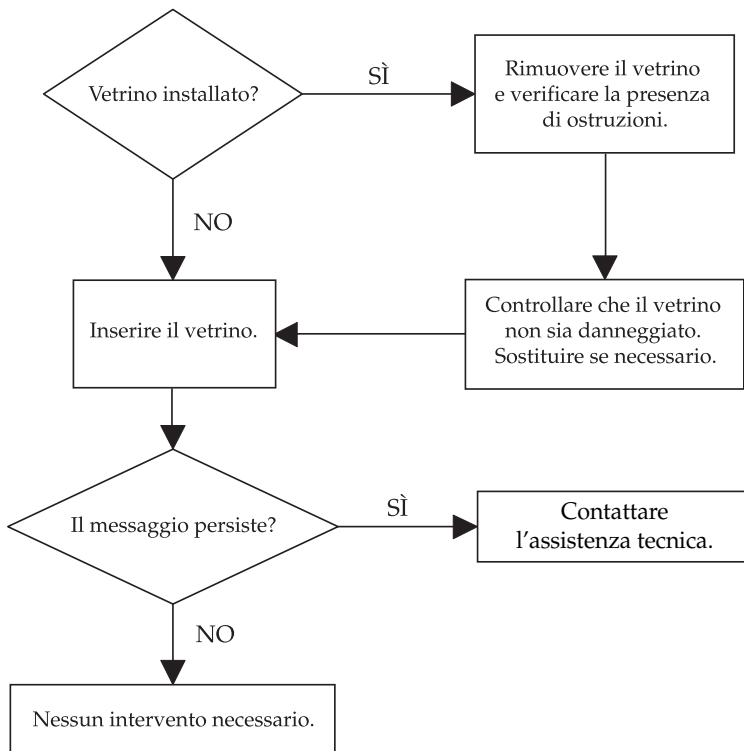 Vetrino installato?
SÌ
Rimuovere il vetrino
e verificare la presenza
di ostruzioni.
NO
Inserire il vetrino.
Controllare che il vetrino
non sia danneggiato.
Sostituire se necessario.
Il messaggio persiste?
SÌ
Contattare
l'assistenza tecnica.
NO
Nessun intervento necessario.